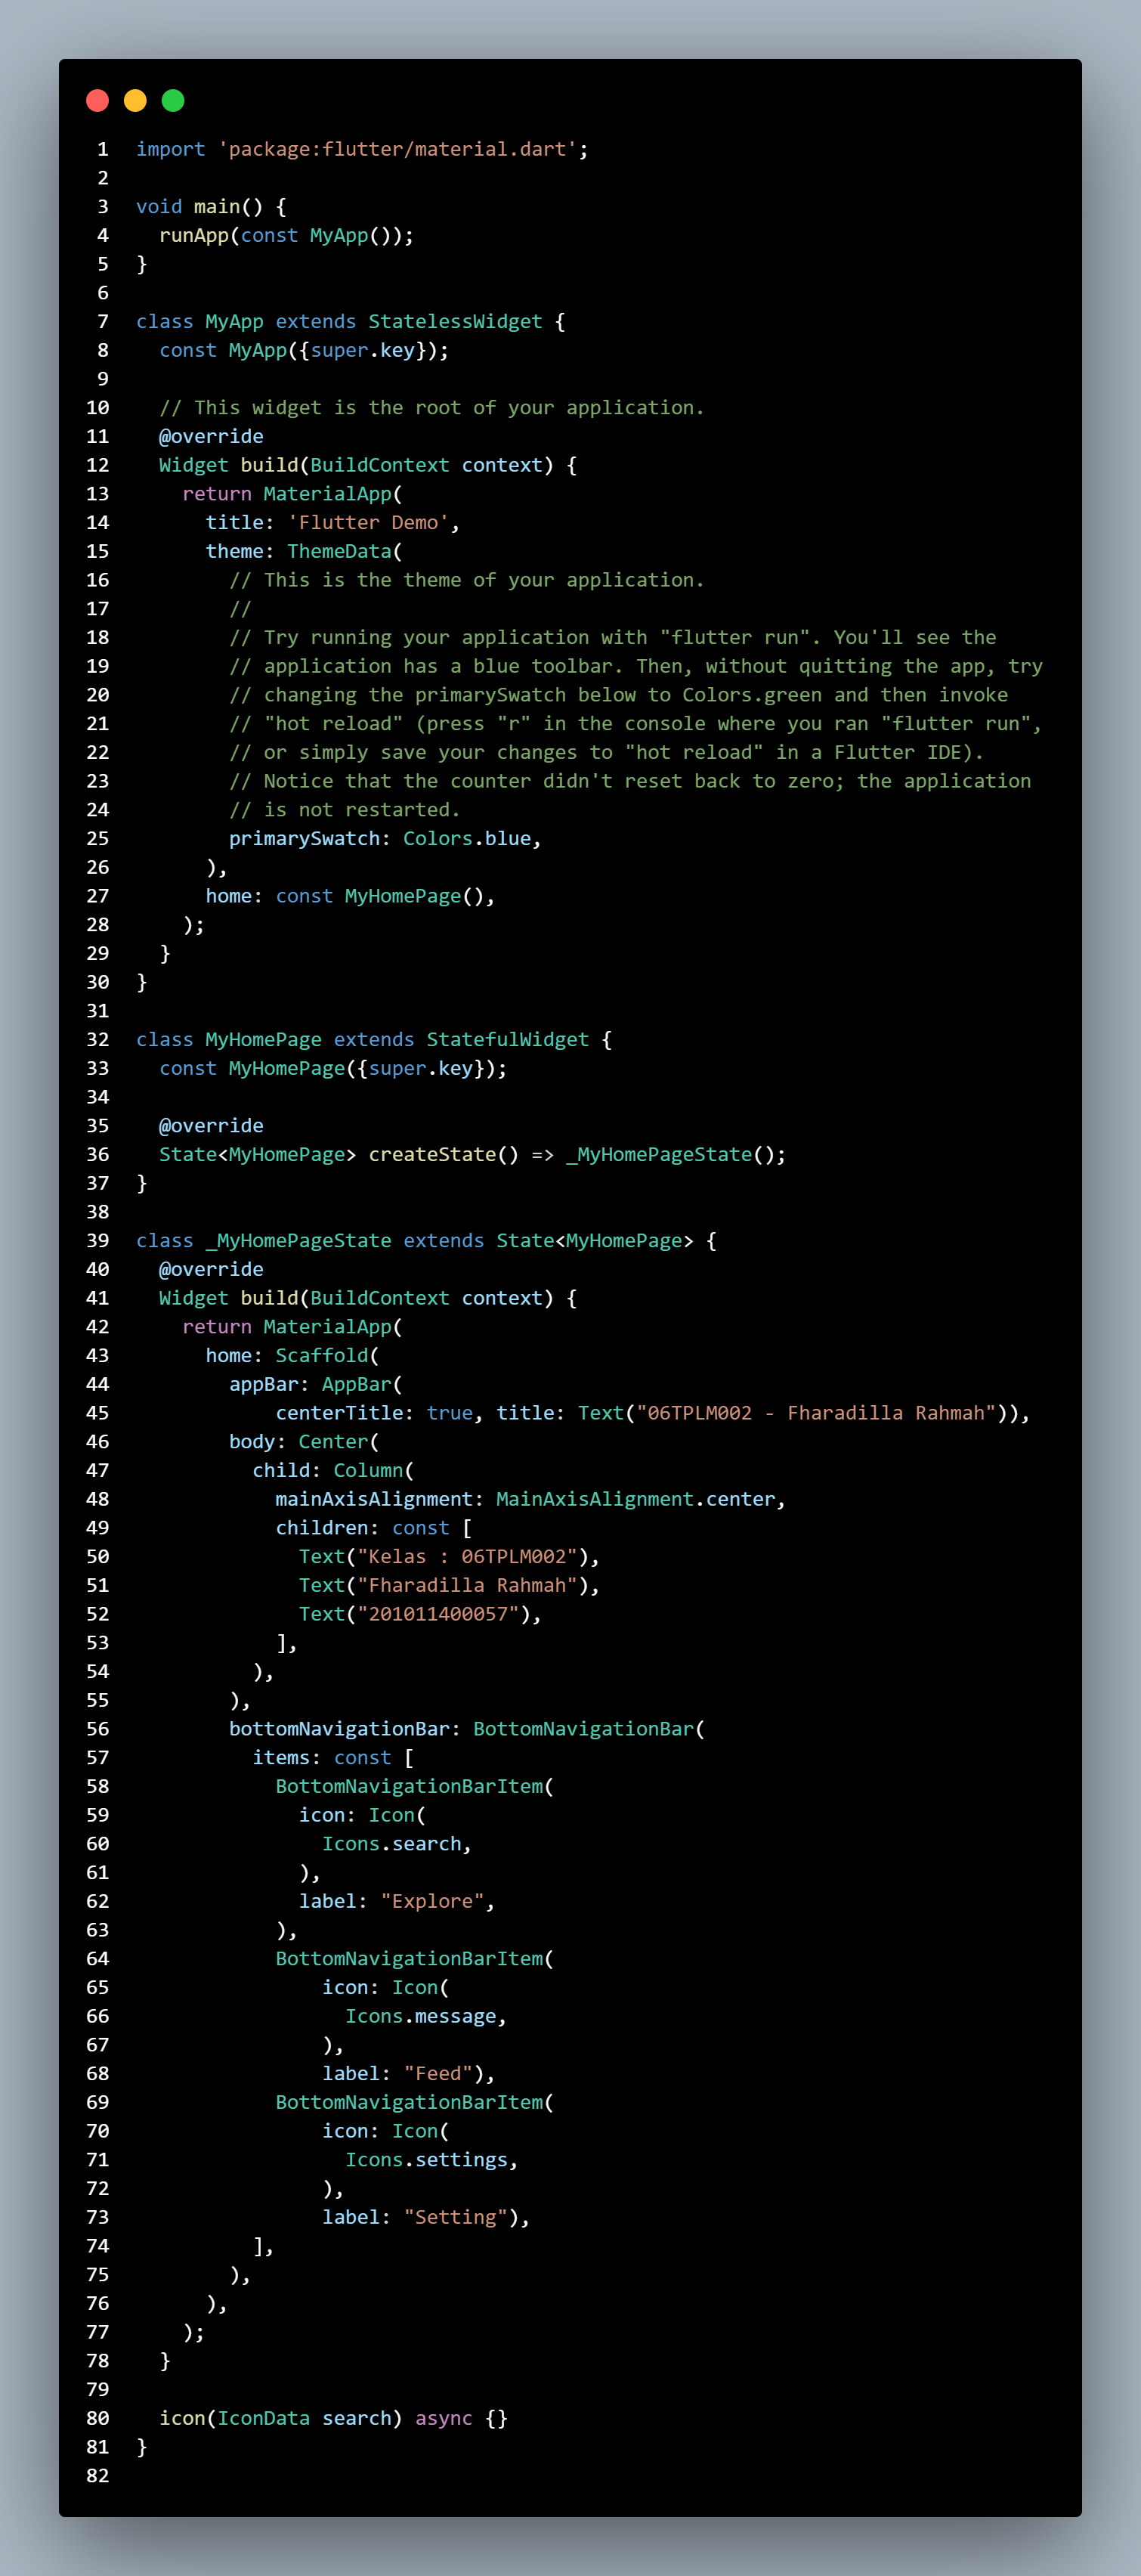 1 import 'package:flutter/material.dart';
2
3 void main() {
4   runApp(const MyApp());
5 }
6
7 class MyApp extends StatelessWidget {
8   const MyApp({super.key});
9
10   // This widget is the root of your application.
11   @override
12   Widget build(BuildContext context) {
13     return MaterialApp(
14       title: 'Flutter Demo',
15       theme: ThemeData(
16         // This is the theme of your application.
17         //
18         // Try running your application with "flutter run". You'll see the
19         // application has a blue toolbar. Then, without quitting the app, try
20         // changing the primarySwatch below to Colors.green and then invoke
21         // "hot reload" (press "r" in the console where you ran "flutter run",
22         // or simply save your changes to "hot reload" in a Flutter IDE).
23         // Notice that the counter didn't reset back to zero; the application
24         // is not restarted.
25         primarySwatch: Colors.blue,
26       ),
27       home: const MyHomePage(),
28     );
29   }
30 }
31
32 class MyHomePage extends StatefulWidget {
33   const MyHomePage({super.key});
34
35   @override
36   State<MyHomePage> createState() => _MyHomePageState();
37 }
38
39 class _MyHomePageState extends State<MyHomePage> {
40   @override
41   Widget build(BuildContext context) {
42     return MaterialApp(
43       home: Scaffold(
44         appBar: AppBar(
45             centerTitle: true, title: Text("06TPLM002 - Fharadilla Rahmah")),
46         body: Center(
47           child: Column(
48             mainAxisAlignment: MainAxisAlignment.center,
49             children: const [
50               Text("Kelas : 06TPLM002"),
51               Text("Fharadilla Rahmah"),
52               Text("201011400057"),
53             ],
54           ),
55         ),
56         bottomNavigationBar: BottomNavigationBar(
57           items: const [
58             BottomNavigationBarItem(
59               icon: Icon(
60                 Icons.search,
61               ),
62               label: "Explore",
63             ),
64             BottomNavigationBarItem(
65                 icon: Icon(
66                   Icons.message,
67                 ),
68                 label: "Feed"),
69             BottomNavigationBarItem(
70                 icon: Icon(
71                   Icons.settings,
72                 ),
73                 label: "Setting"),
74           ],
75         ),
76       ),
77     );
78   }
79
80   icon(IconData search) async {}
81 }
82